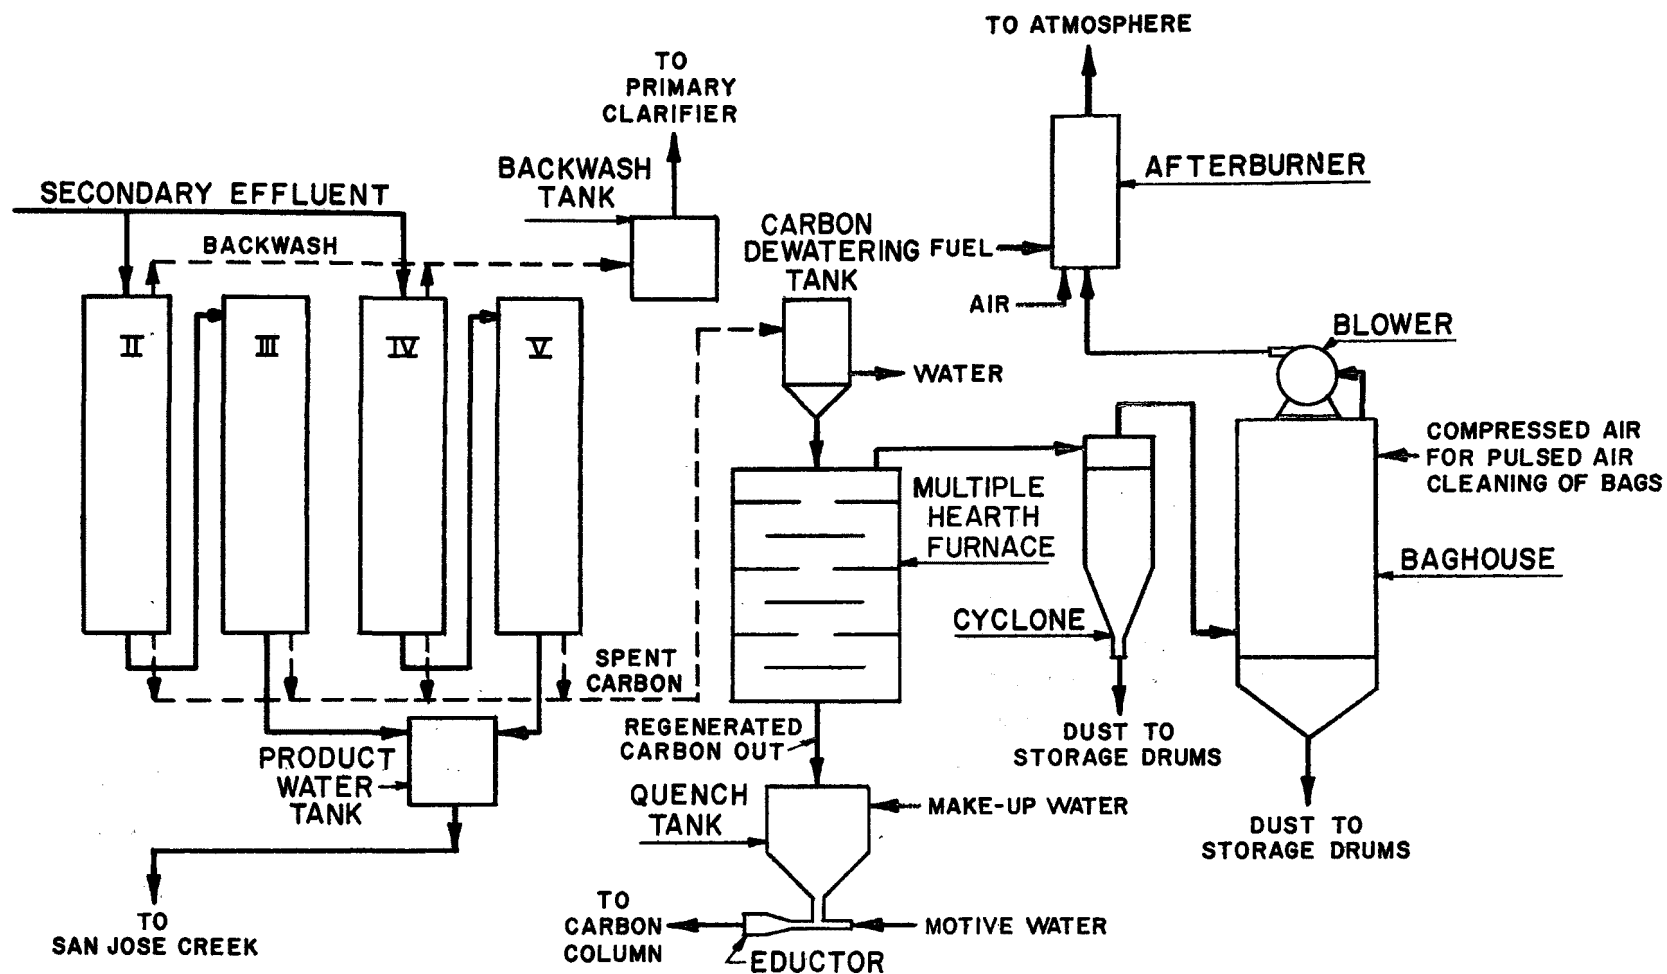 TO ATMOSPHERE
TO
PRIMARY
CLARIFIER
BACKWASH
TANK
AFTERBURNER
SECONDARY EFFLUENT
BACKWASH
CARBON
DEWATERING
TANK
FUEL
AIR
BLOWER
II
III
IV
V
WATER
COMPRESSED AIR
FOR PULSED AIR
CLEANING OF BAGS
MULTIPLE
HEARTH
FURNACE
BAGHOUSE
CYCLONE
SPENT
CARBON
REGENERATED
CARBON OUT
DUST TO
STORAGE DRUMS
PRODUCT
WATER
TANK
QUENCH
TANK
MAKE-UP WATER
DUST TO
STORAGE DRUMS
TO
SAN JOSE CREEK
TO
CARBON
COLUMN
MOTIVE WATER
EDUCTOR